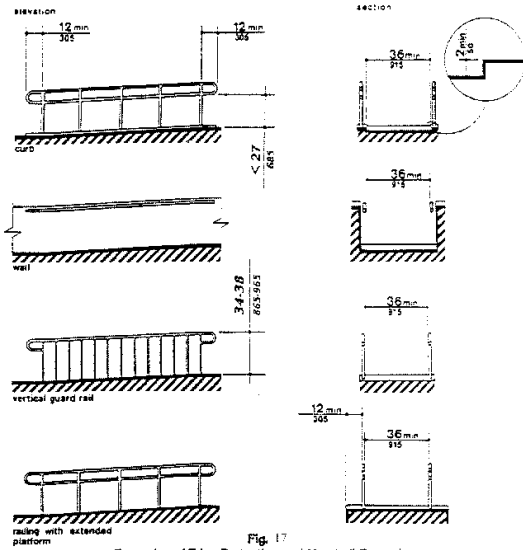 elevation
section
12 min
305
12 min
305
36 min
915
2 min
50
curb
< 27
685
36 min
915
wall
34-38
865-965
36 min
915
vertical guard rail
12 min
305
36 min
915
railing with extended
platform
Fig. 17